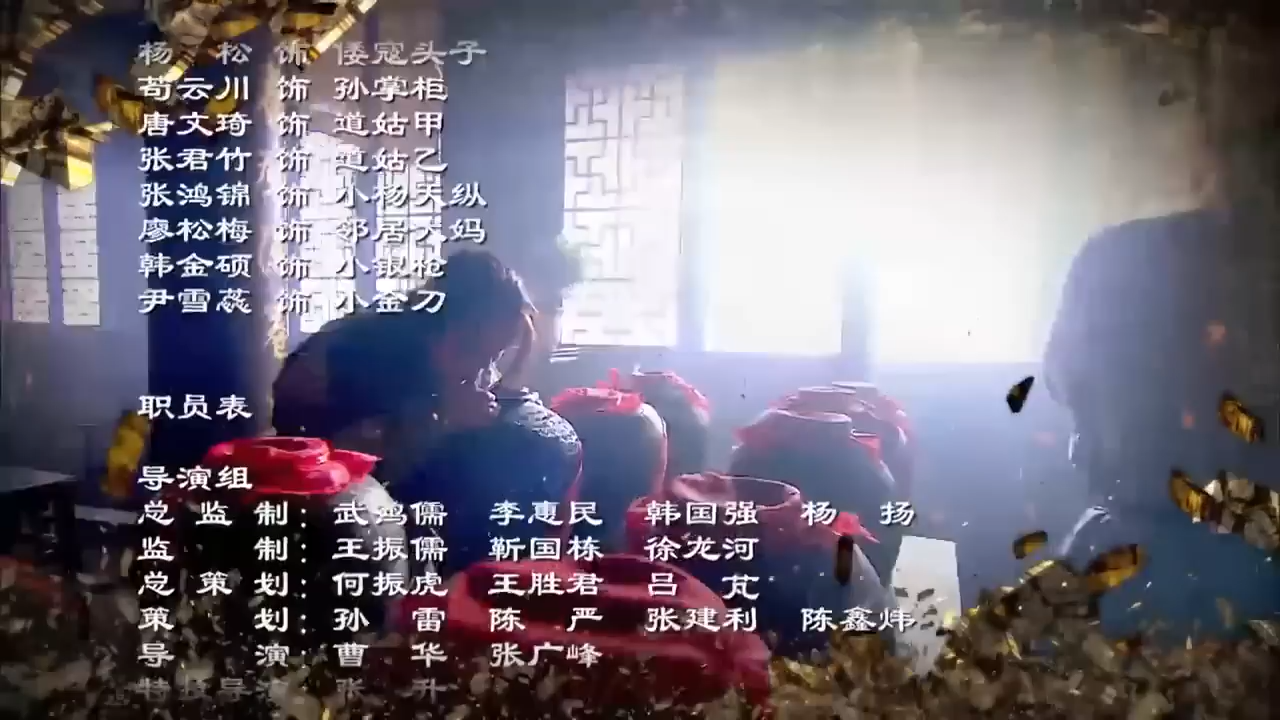 杨 松 饰 倭寇头子
苟云川 饰 孙掌柜
唐文琦 饰 道姑甲
张君竹 饰 道姑乙
张鸿锦 饰 小杨天纵
廖松梅 饰 邻居大妈
韩金硕 饰 小银枪
尹雪蕊 饰 小金刀
职员表
导演组
总 监 制：武鸿儒 李惠民 韩国强 杨 扬
监 制：王振儒 靳国栋 徐龙河
总 策 划：何振虎 王胜君 吕 芃
策 划：孙 雷 陈 严 张建利 陈鑫炜
导 演：曹 华 张广峰
特技导演：张 升